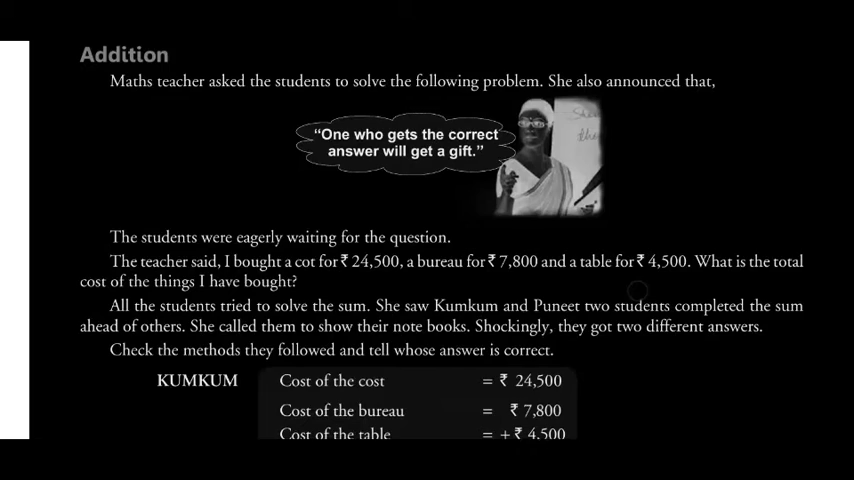 Addition
Maths teacher asked the students to solve the following problem. She also announced that,
“One who gets the correct
answer will get a gift.”
The students were eagerly waiting for the question.
The teacher said, I bought a cot for ₹ 24,500, a bureau for ₹ 7,800 and a table for ₹ 4,500. What is the total
cost of the things I have bought?
All the students tried to solve the sum. She saw Kumkum and Puneet two students completed the sum
ahead of others. She called them to show their note books. Shockingly, they got two different answers.
Check the methods they followed and tell whose answer is correct.
KUMKUM Cost of the cost = ₹ 24,500
Cost of the bureau = ₹ 7,800
Cost of the table = + ₹ 4,500